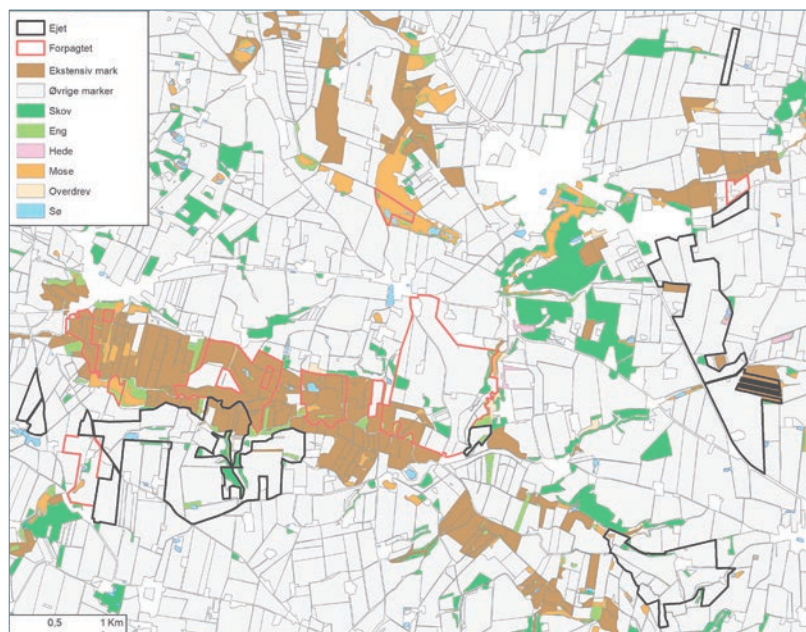 Ejet
Forpagtet
Ekstensiv mark
Øvrige marker
Skov
Eng
Hede
Mose
Overdrev
Sø
0,5 1 Km